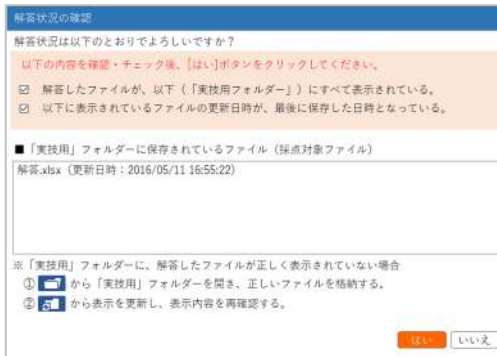 解答状況の確認
解答状況は以下のとおりでよろしいですか？
以下の内容を確認・チェック後、[はい]ボタンをクリックしてください。
☑ 解答したファイルが、以下（「実技用フォルダー」）にすべて表示されている。
☑ 以下に表示されているファイルの更新日時が、最後に保存した日時となっている。
■「実技用」フォルダーに保存されているファイル（採点対象ファイル）
解答.xlsx（更新日時：2016/05/11 16:55:22）
※「実技用」フォルダーに、解答したファイルが正しく表示されていない場合
① から「実技用」フォルダーを開き、正しいファイルを格納する。
② から表示を更新し、表示内容を再確認する。
はい いいえ